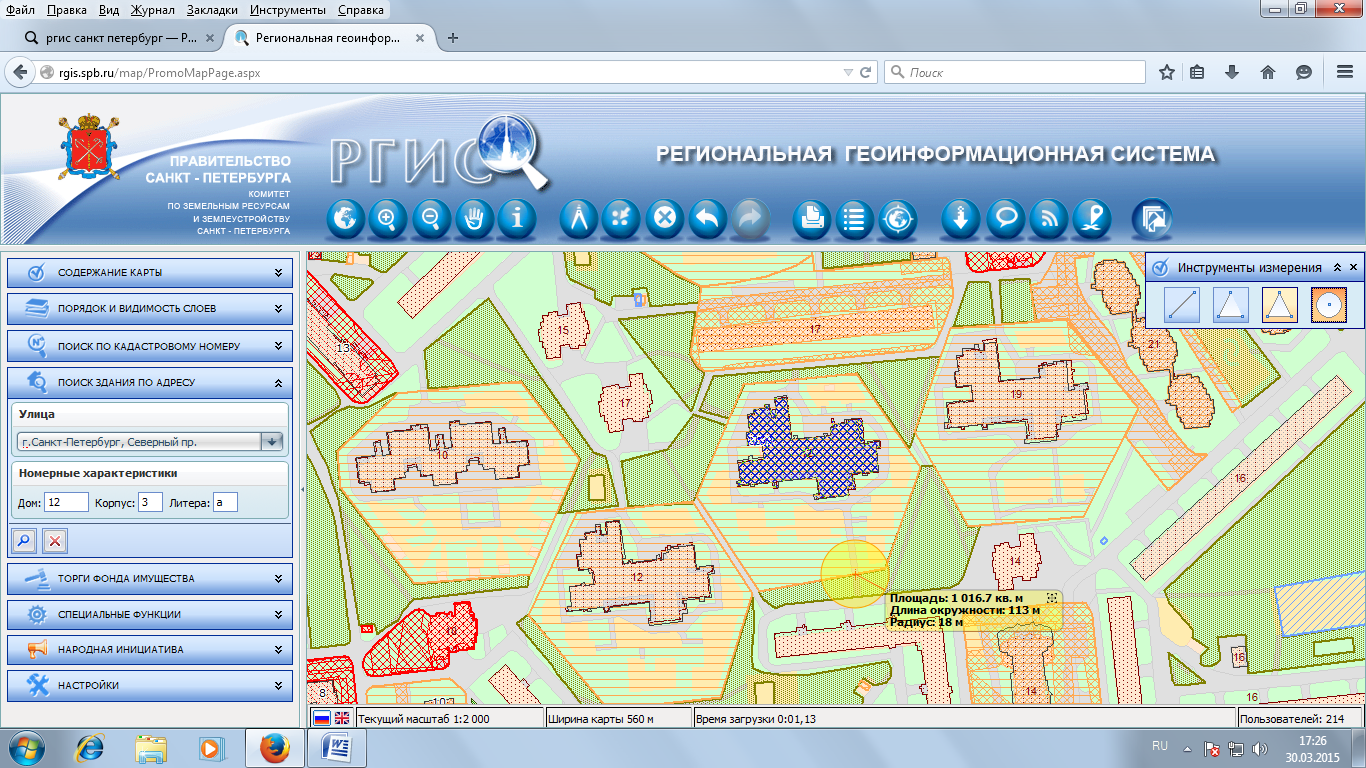 Файл Правка Вид Журнал Закладки Инструменты Справка
ргис санкт петербург — Р...
Региональная геоинфор...
rgis.spb.ru/map/PromoMapPage.aspx
Поиск
ПРАВИТЕЛЬСТВО
САНКТ - ПЕТЕРБУРГА
КОМИТЕТ
ПО ЗЕМЕЛЬНЫМ РЕСУРСАМ
И ЗЕМЛЕУСТРОЙСТВУ
САНКТ - ПЕТЕРБУРГА
РГИС
РЕГИОНАЛЬНАЯ ГЕОИНФОРМАЦИОННАЯ СИСТЕМА
СОДЕРЖАНИЕ КАРТЫ
ПОРЯДОК И ВИДИМОСТЬ СЛОЕВ
ПОИСК ПО КАДАСТРОВОМУ НОМЕРУ
ПОИСК ЗДАНИЯ ПО АДРЕСУ
Улица
г.Санкт-Петербург, Северный пр.
Номерные характеристики
Дом: 12 Корпус: 3 Литера: а
ТОРГИ ФОНДА ИМУЩЕСТВА
СПЕЦИАЛЬНЫЕ ФУНКЦИИ
НАРОДНАЯ ИНИЦИАТИВА
НАСТРОЙКИ
Инструменты измерения
15
17
13
21
17
19
10
16
12
14
Площадь: 1 016.7 кв. м
Длина окружности: 113 м
Радиус: 18 м
16
8
14
16
10
Текущий масштаб 1:2 000
Ширина карты 560 м
Время загрузки 0:01,13
Пользователей: 214
RU
17:26
30.03.2015